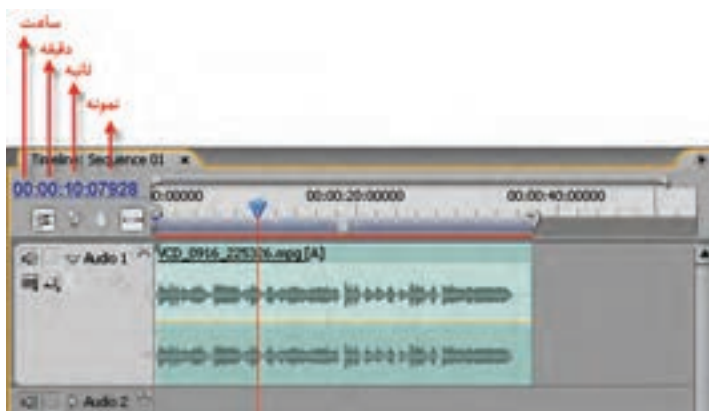 ساعت
دقیقه
ثانیه
نمونه
Timeline: Sequence 01 ×
00:00:10:07928
0:00000 00:00:20:00000 00:00:40:00000
Audio 1
VCD_0916_225326.mpg [A]
Audio 2